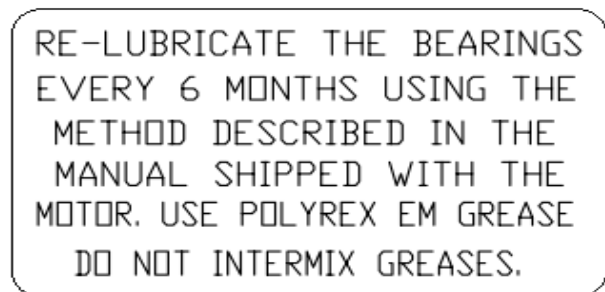 RE-LUBRICATE THE BEARINGS
EVERY 6 MONTHS USING THE
METHOD DESCRIBED IN THE
MANUAL SHIPPED WITH THE
MOTOR. USE POLYREX EM GREASE
DO NOT INTERMIX GREASES.